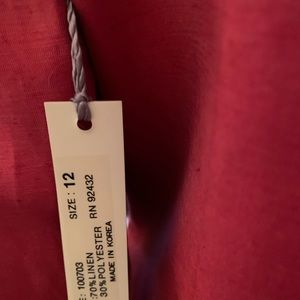 SIZE: 12
E: 100703
70%LINEN
30%POLYESTER RN 92432
MADE IN KOREA